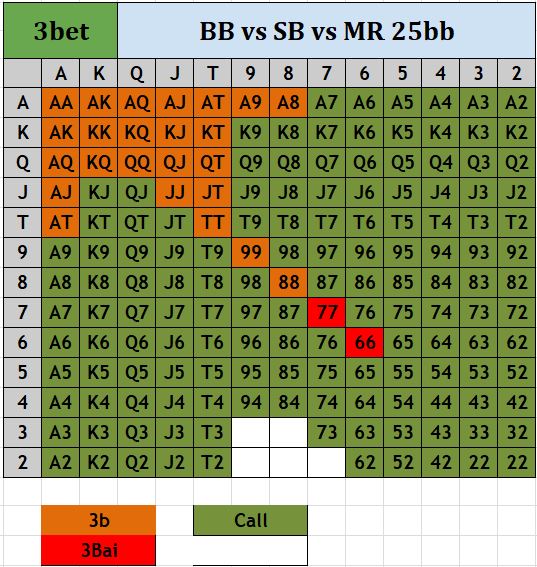 3bet BB vs SB vs MR 25bb
A K Q J T 9 8 7 6 5 4 3 2
A AA AK AQ AJ AT A9 A8 A7 A6 A5 A4 A3 A2
K AK KK KQ KJ KT K9 K8 K7 K6 K5 K4 K3 K2
Q AQ KQ QQ QJ QT Q9 Q8 Q7 Q6 Q5 Q4 Q3 Q2
J AJ KJ QJ JJ JT J9 J8 J7 J6 J5 J4 J3 J2
T AT KT QT JT TT T9 T8 T7 T6 T5 T4 T3 T2
9 A9 K9 Q9 J9 T9 99 98 97 96 95 94 93 92
8 A8 K8 Q8 J8 T8 98 88 87 86 85 84 83 82
7 A7 K7 Q7 J7 T7 97 87 77 76 75 74 73 72
6 A6 K6 Q6 J6 T6 96 86 76 66 65 64 63 62
5 A5 K5 Q5 J5 T5 95 85 75 65 55 54 53 52
4 A4 K4 Q4 J4 T4 94 84 74 64 54 44 43 42
3 A3 K3 Q3 J3 T3 73 63 53 43 33 32
2 A2 K2 Q2 J2 T2 62 52 42 22 22
3b Call
3Bai